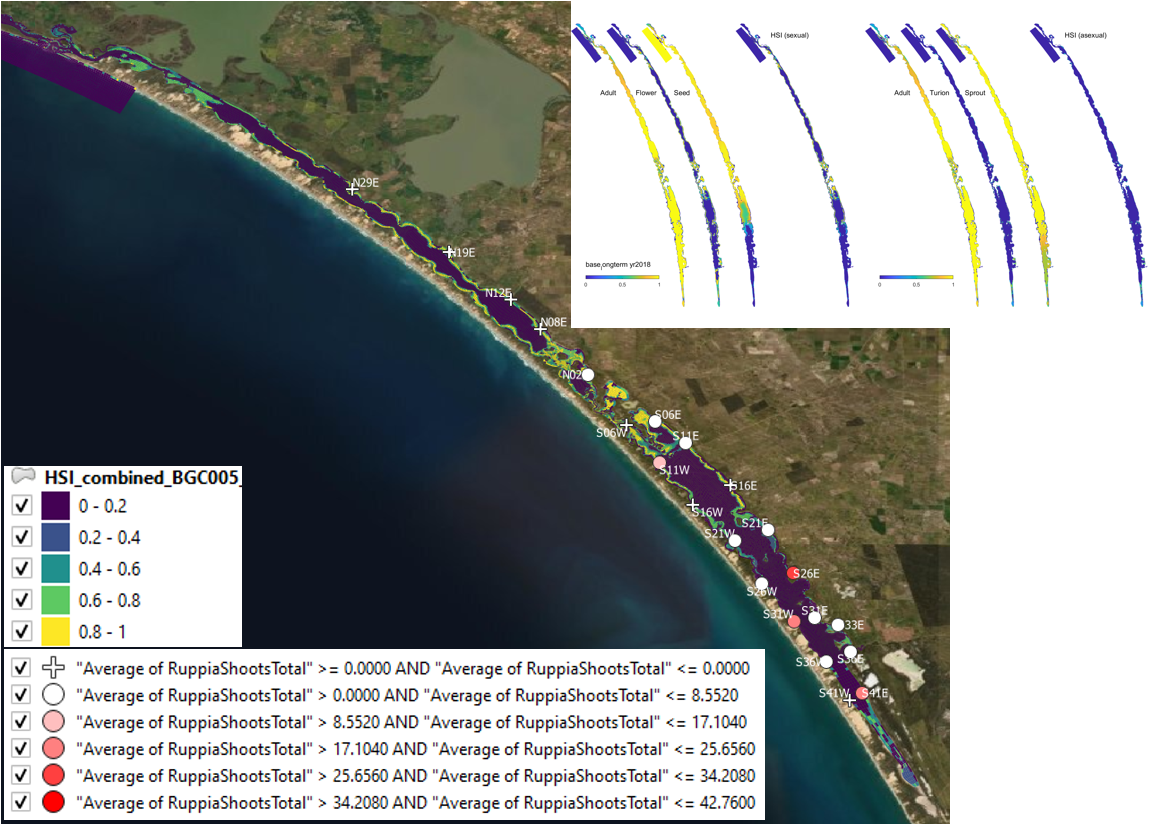 HSI (sexual)
HSI (asexual)
Adult
Flower
Seed
Adult
Turion
Sprout
base_longterm yr2018
0
0.5
1
0
0.5
1
N29E
N19E
N12E
N08E
N02
S06E
S06W
S11E
S11W
S16E
S16W
S21E
S21W
S26E
S26W
S31E
S31W
S33E
S36E
S36W
S41W
S41E
HSI_combined_BGC005_
0 - 0.2
0.2 - 0.4
0.4 - 0.6
0.6 - 0.8
0.8 - 1
"Average of RuppiaShootsTotal" >= 0.0000 AND "Average of RuppiaShootsTotal" <= 0.0000
"Average of RuppiaShootsTotal" > 0.0000 AND "Average of RuppiaShootsTotal" <= 8.5520
"Average of RuppiaShootsTotal" > 8.5520 AND "Average of RuppiaShootsTotal" <= 17.1040
"Average of RuppiaShootsTotal" > 17.1040 AND "Average of RuppiaShootsTotal" <= 25.6560
"Average of RuppiaShootsTotal" > 25.6560 AND "Average of RuppiaShootsTotal" <= 34.2080
"Average of RuppiaShootsTotal" > 34.2080 AND "Average of RuppiaShootsTotal" <= 42.7600